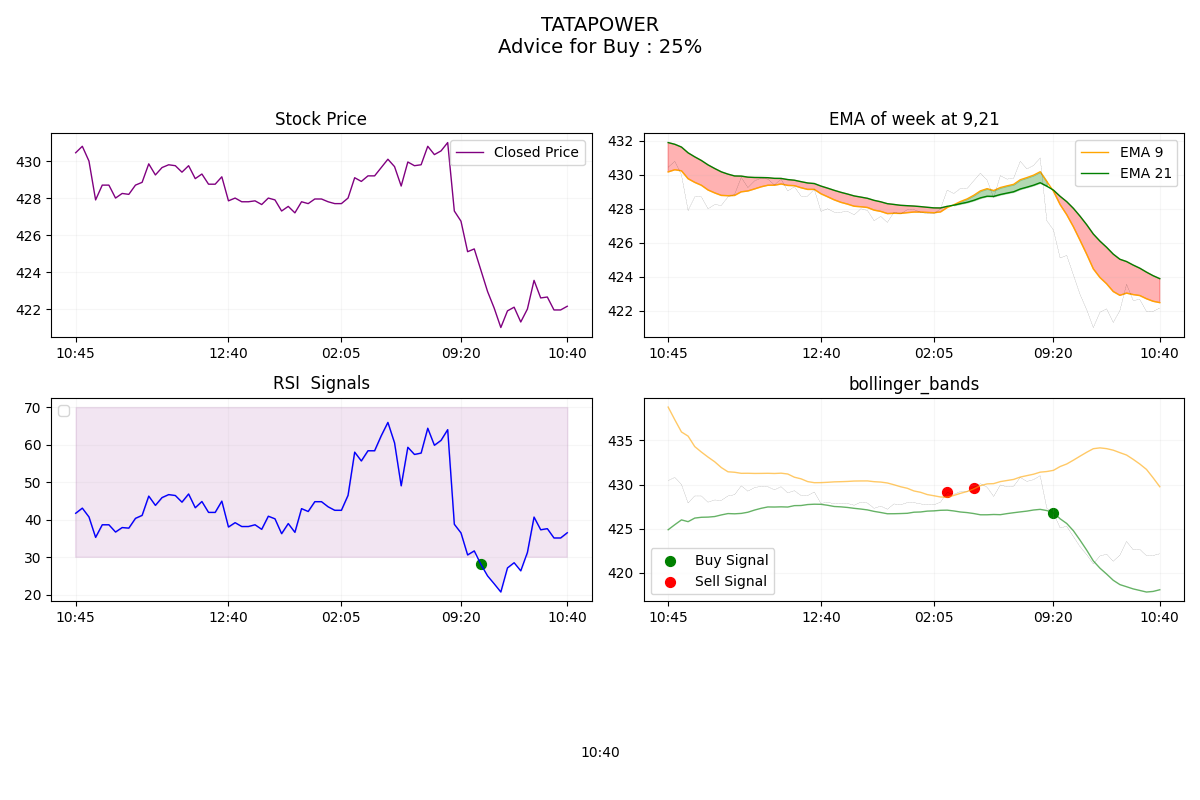 TATAPOWER
Advice for Buy : 25%
Stock Price
430
428
426
424
422
Closed Price
10:45 12:40 02:05 09:20 10:40
EMA of week at 9,21
432
430
428
426
424
422
EMA 9
EMA 21
10:45 12:40 02:05 09:20 10:40
RSI  Signals
70
60
50
40
30
20
10:45 12:40 02:05 09:20 10:40
bollinger_bands
435
430
425
420
Buy Signal
Sell Signal
10:45 12:40 02:05 09:20 10:40
10:40